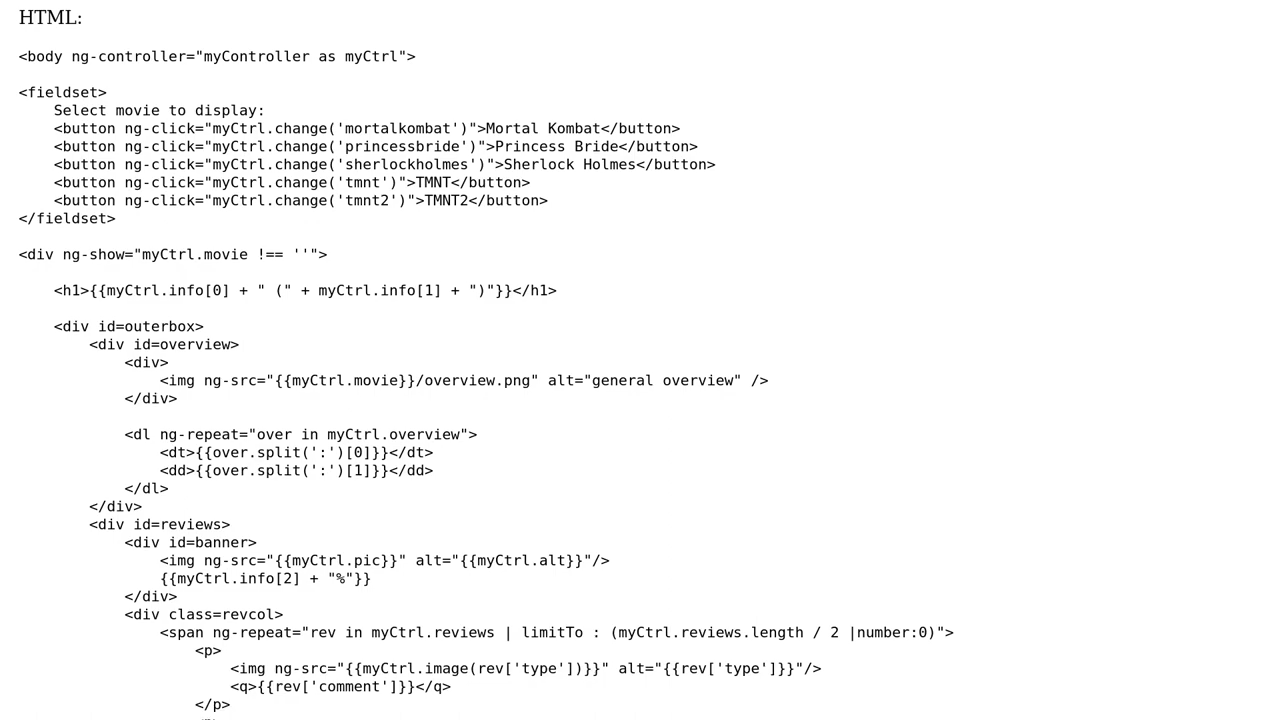 HTML:
<body ng-controller="myController as myCtrl">
<fieldset>
Select movie to display:
<button ng-click="myCtrl.change('mortalkombat')">Mortal Kombat</button>
<button ng-click="myCtrl.change('princessbride')">Princess Bride</button>
<button ng-click="myCtrl.change('sherlockholmes')">Sherlock Holmes</button>
<button ng-click="myCtrl.change('tmnt')">TMNT</button>
<button ng-click="myCtrl.change('tmnt2')">TMNT2</button>
</fieldset>
<div ng-show="myCtrl.movie !== ''">
<h1>{{myCtrl.info[0] + " (" + myCtrl.info[1] + ")"}}</h1>
<div id=outerbox>
<div id=overview>
<div>
<img ng-src="{{myCtrl.movie}}/overview.png" alt="general overview" />
</div>
<dl ng-repeat="over in myCtrl.overview">
<dt>{{over.split(':')[0]}}</dt>
<dd>{{over.split(':')[1]}}</dd>
</dl>
</div>
<div id=reviews>
<div id=banner>
<img ng-src="{{myCtrl.pic}}" alt="{{myCtrl.alt}}"/>
{{myCtrl.info[2] + "%"}}
</div>
<div class=revcol>
<span ng-repeat="rev in myCtrl.reviews | limitTo : (myCtrl.reviews.length / 2 |number:0)">
<p>
<img ng-src="{{myCtrl.image(rev['type'])}}" alt="{{rev['type']}}"/>
<q>{{rev['comment']}}</q>
</p>